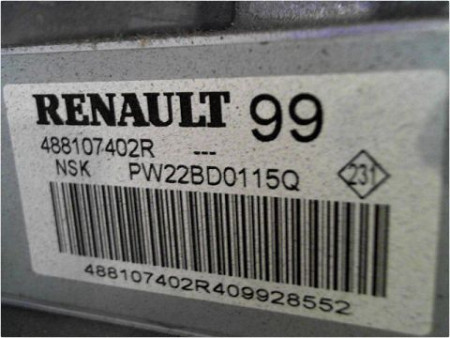 RENAULT 99
488107402R ---
NSK PW22BD0115Q 231
488107402R409928552